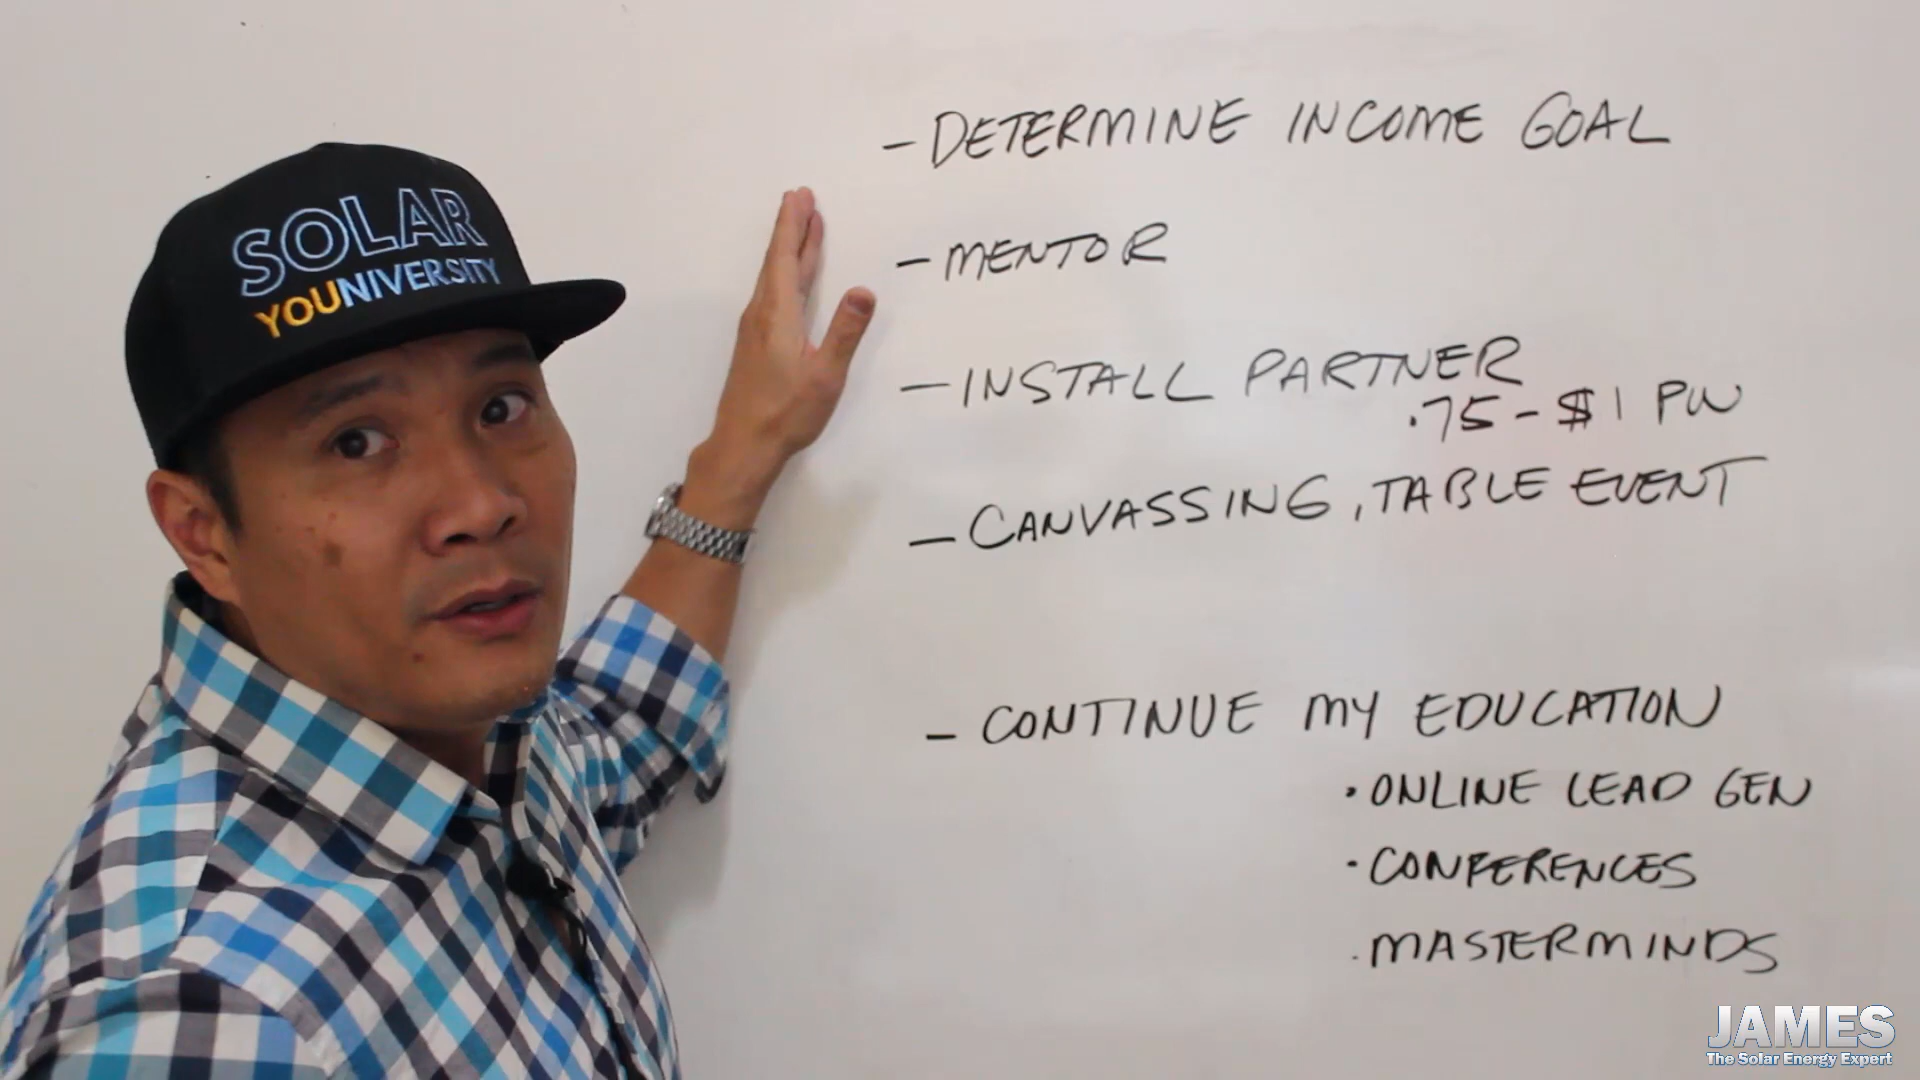 SOLAR
YOUNIVERSITY
- DETERMINE INCOME GOAL
- MENTOR
- INSTALL PARTNER
.75 - $1 PW
- CANVASSING, TABLE EVENT
- CONTINUE MY EDUCATION
• ONLINE LEAD GEN
• CONFERENCES
• MASTERMINDS
JAMES
The Solar Energy Expert